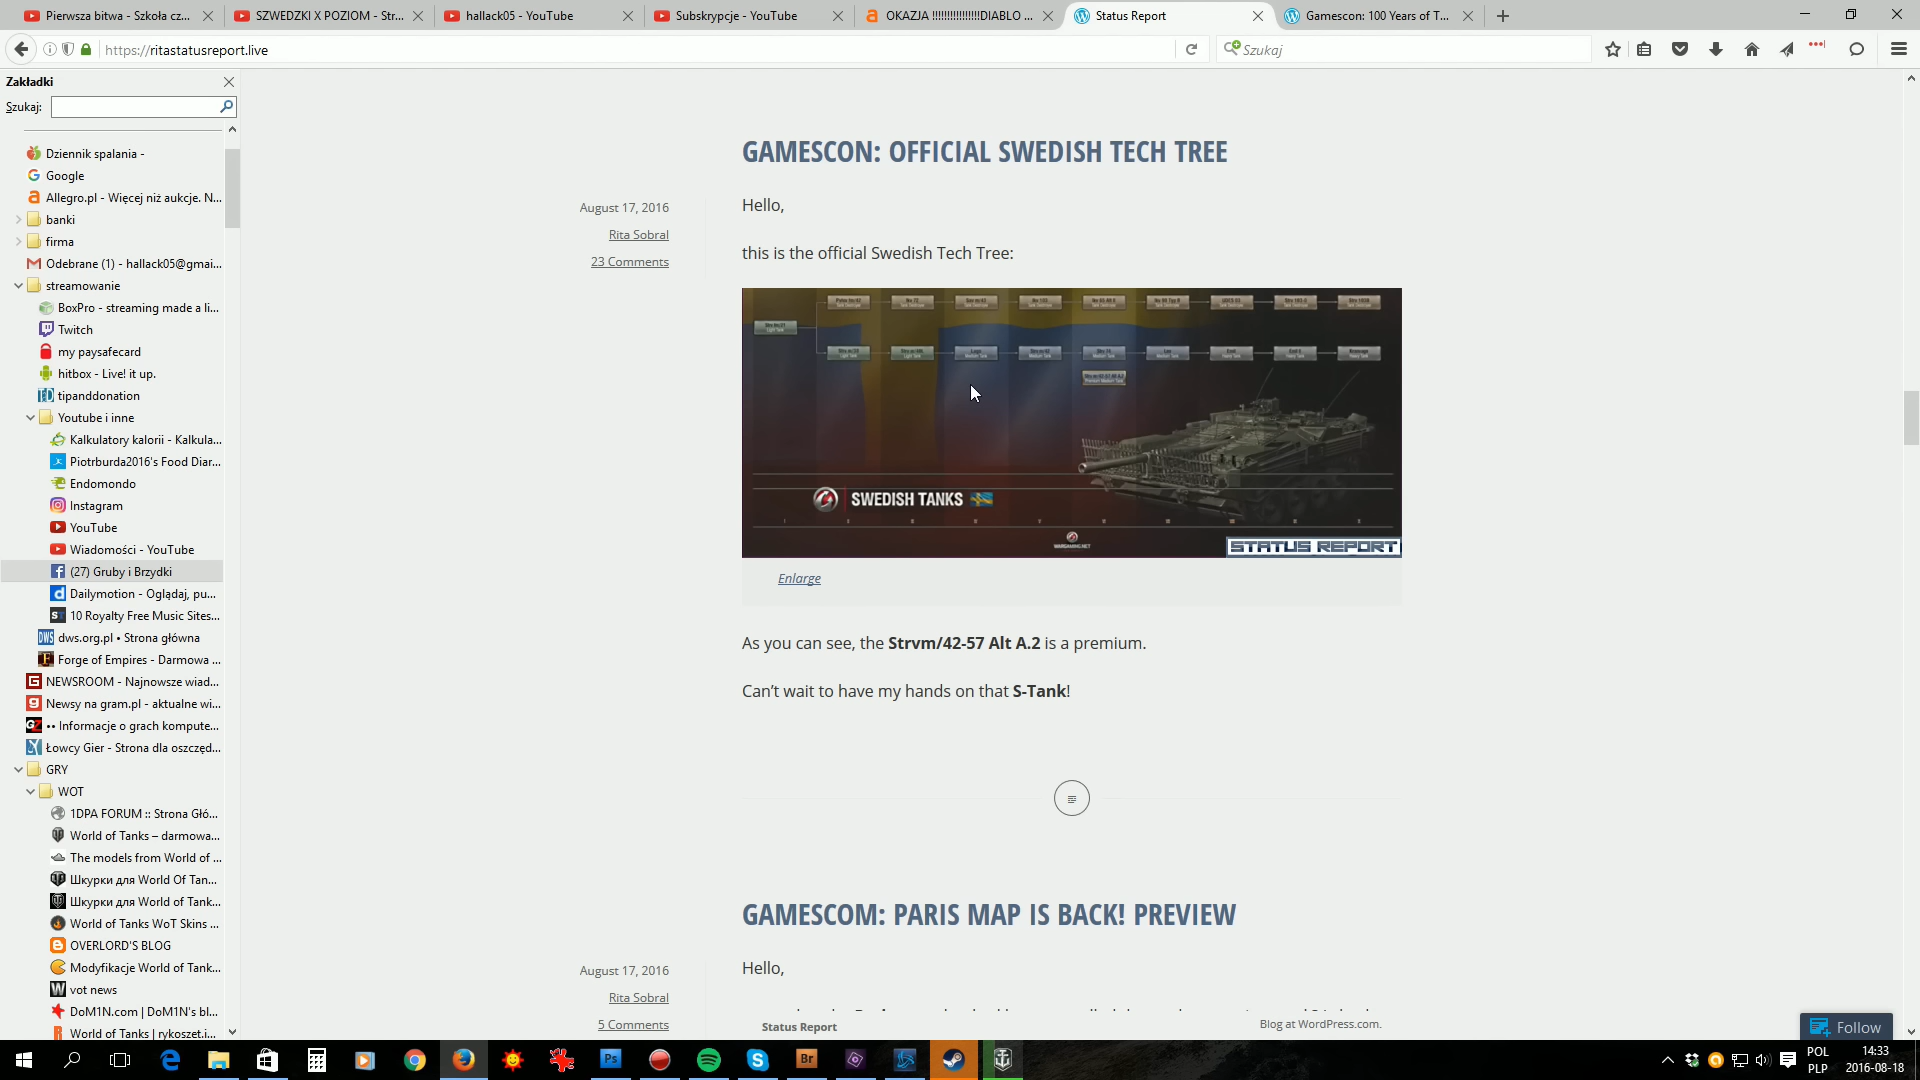 Pierwsza bitwa - Szkoła cz...
SZWEDZKI X POZIOM - Str...
hallack05 - YouTube
Subskrypcje - YouTube
OKAZJA !!!!!!!!!!!!!!!!DIABLO ...
Status Report
Gamescon: 100 Years of T...
https://ritastatusreport.live
Szukaj
Zakładki
Szukaj:
Dziennik spalania -
Google
Allegro.pl - Więcej niż aukcje. N...
banki
firma
Odebrane (1) - hallack05@gmai...
streamowanie
BoxPro - streaming made a li...
Twitch
my paysafecard
hitbox - Live! it up.
tipanddonation
Youtube i inne
Kalkulatory kalorii - Kalkula...
Piotrburda2016's Food Diar...
Endomondo
Instagram
YouTube
Wiadomości - YouTube
(27) Gruby i Brzydki
Dailymotion - Oglądaj, pu...
10 Royalty Free Music Sites...
dws.org.pl • Strona główna
Forge of Empires - Darmowa ...
NEWSROOM - Najnowsze wiad...
Newsy na gram.pl - aktualne wi...
•• Informacje o grach kompute...
Łowcy Gier - Strona dla oszczęd...
GRY
WOT
1DPA FORUM :: Strona Głó...
World of Tanks – darmowa...
The models from World of ...
Шкурки для World Of Tan...
Шкурки для World of Tank...
World of Tanks WoT Skins ...
OVERLORD'S BLOG
Modyfikacje World of Tank...
vot news
DoM1N.com | DoM1N's bl...
World of Tanks | rykoszet.i...
GAMESCON: OFFICIAL SWEDISH TECH TREE
August 17, 2016
Rita Sobral
23 Comments
Hello,
this is the official Swedish Tech Tree:
SWEDISH TANKS
WARGAMING.NET
STATUS REPORT
Enlarge
As you can see, the Strvm/42-57 Alt A.2 is a premium.
Can't wait to have my hands on that S-Tank!
GAMESCOM: PARIS MAP IS BACK! PREVIEW
August 17, 2016
Rita Sobral
5 Comments
Hello,
Status Report
Blog at WordPress.com.
Follow
POL
PLP
14:33
2016-08-18